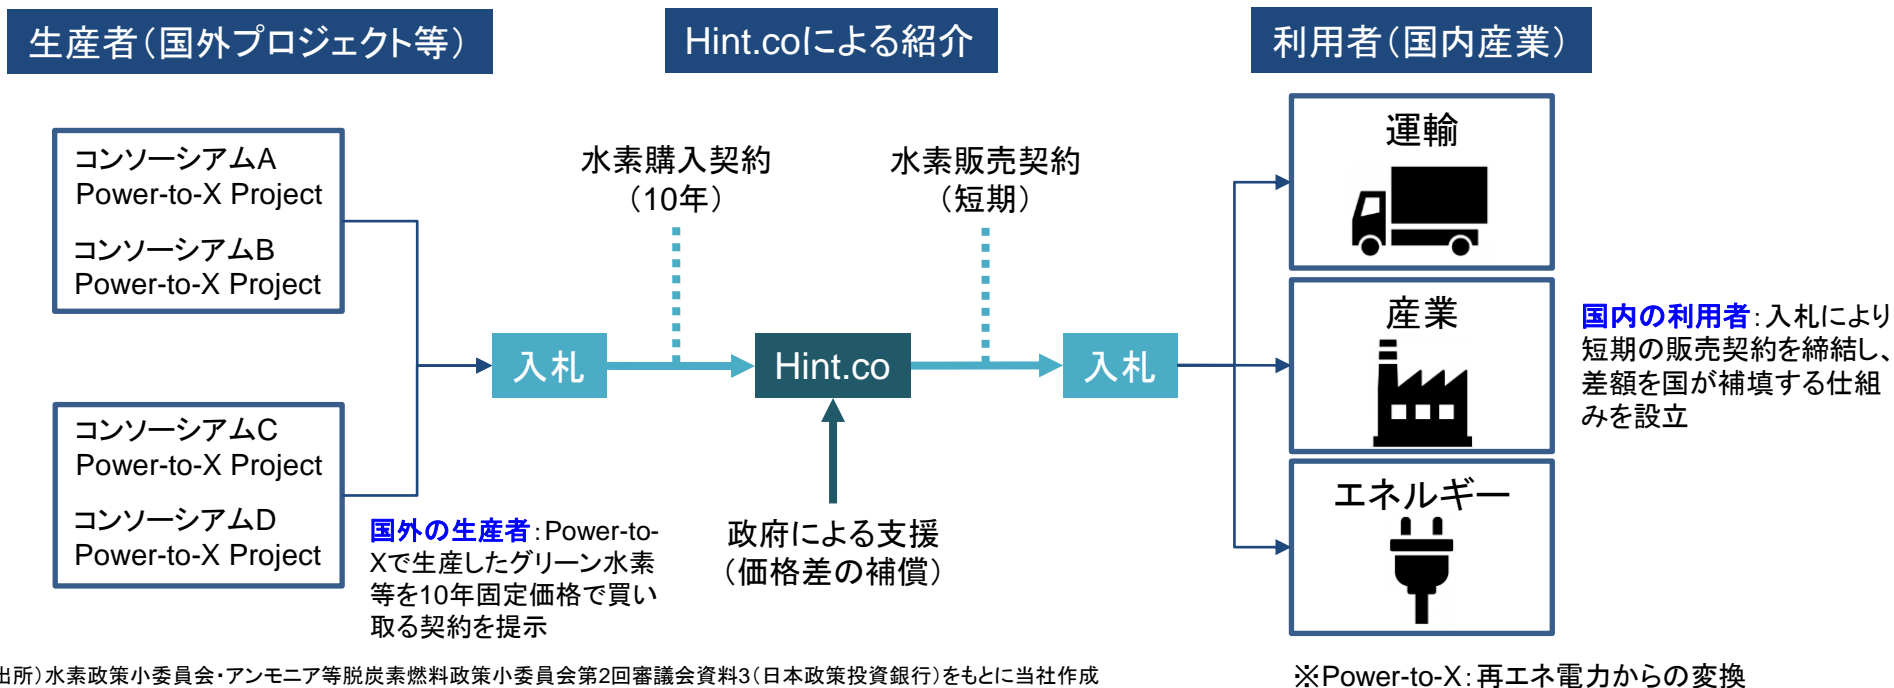 生産者（国外プロジェクト等）
Hint.coによる紹介
利用者（国内産業）
コンソーシアムA
Power-to-X Project
コンソーシアムB
Power-to-X Project
コンソーシアムC
Power-to-X Project
コンソーシアムD
Power-to-X Project
水素購入契約
（10年）
水素販売契約
（短期）
入札
Hint.co
入札
政府による支援
（価格差の補償）
国外の生産者：Power-to-
Xで生産したグリーン水素
等を10年固定価格で買い
取る契約を提示
運輸
産業
エネルギー
国内の利用者：入札により
短期の販売契約を締結し、
差額を国が補填する仕組
みを設立
出所）水素政策小委員会・アンモニア等脱炭素燃料政策小委員会第2回審議会資料3（日本政策投資銀行）をもとに当社作成
※Power-to-X：再エネ電力からの変換